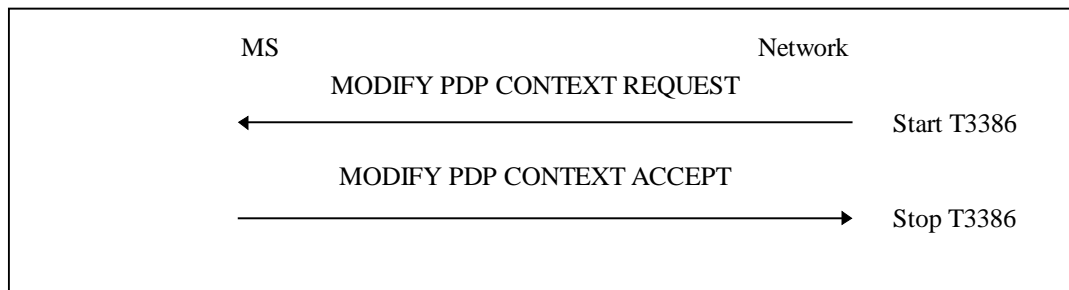 MS Network
MODIFY PDP CONTEXT REQUEST
Start T3386
MODIFY PDP CONTEXT ACCEPT
Stop T3386